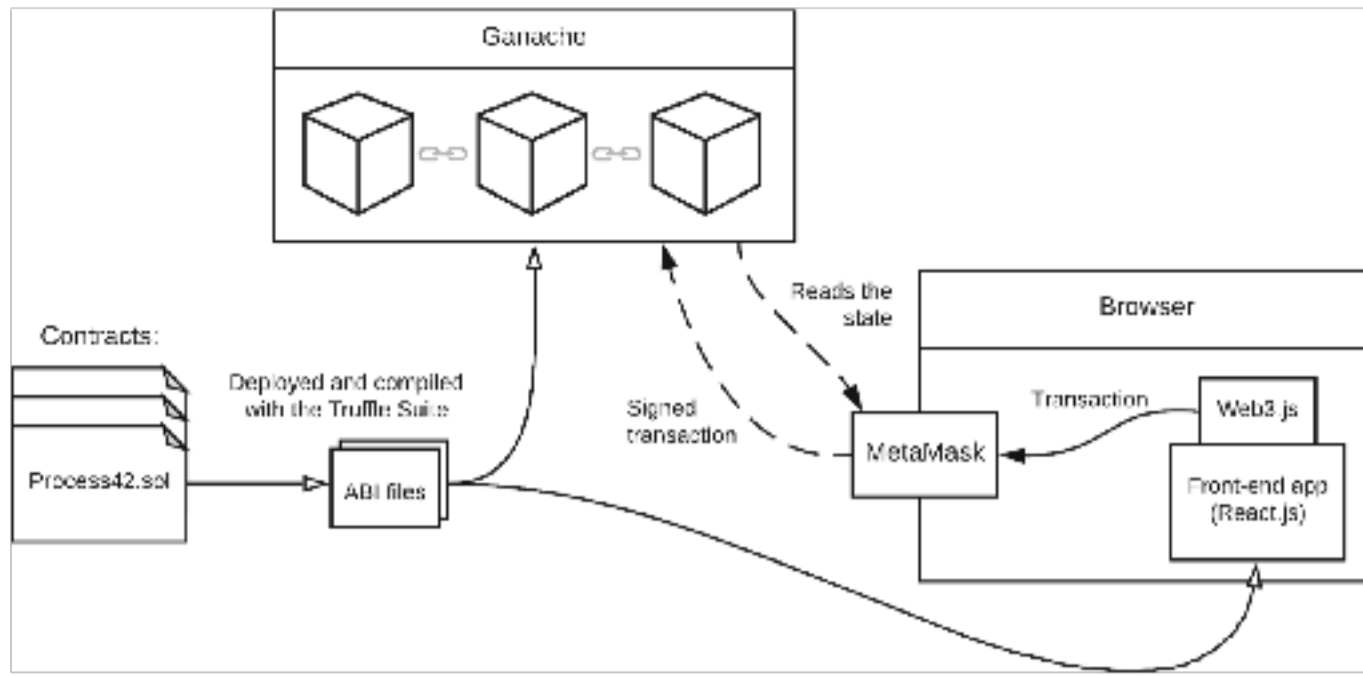 Ganache
Reads the
state
Browser
Contracts:
Deployed and compiled
with the Truffle Suite
Signed
transaction
Transaction
Web3.js
MetaMask
Process42.sol
ABI files
Front-end app
(React.js)